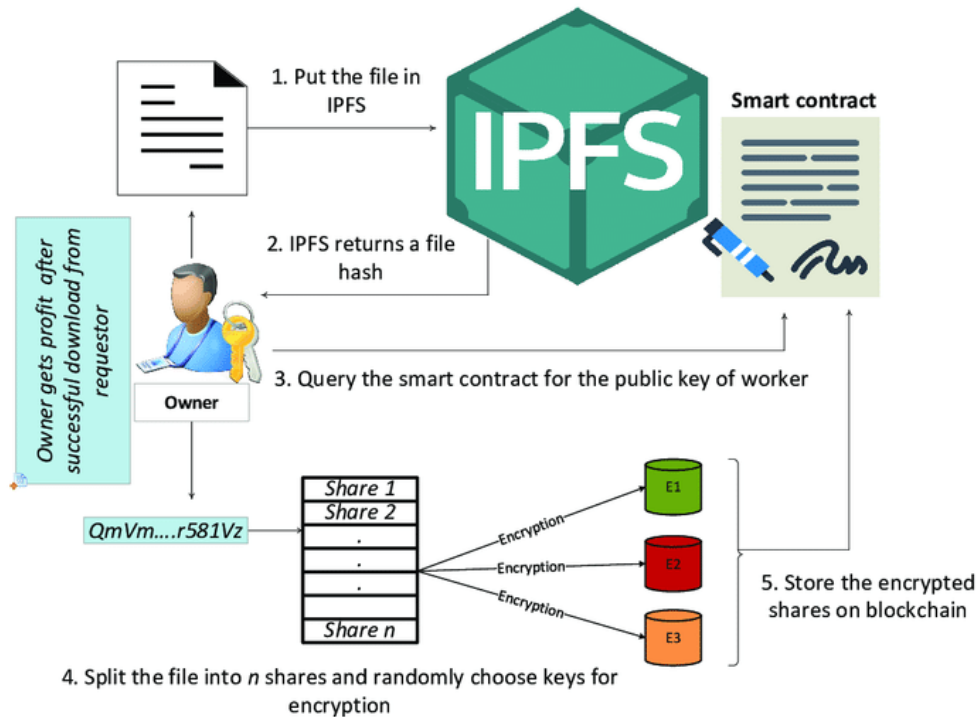 1. Put the file in
IPFS
IPFS
Smart contract
2. IPFS returns a file
hash
Owner gets profit after
successful download from
requestor
3. Query the smart contract for the public key of worker
Owner
QmVm....r581Vz
Share 1
Share 2
.
.
.
Share n
Encryption
Encryption
Encryption
E1
E2
E3
5. Store the encrypted
shares on blockchain
4. Split the file into n shares and randomly choose keys for
encryption